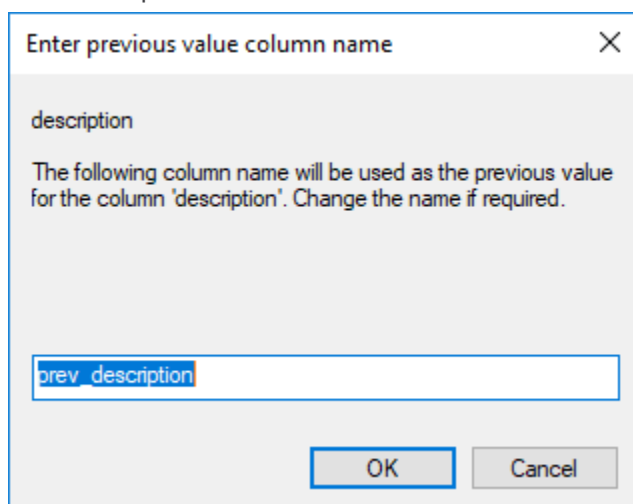 Enter previous value column name
description
The following column name will be used as the previous value
for the column 'description'. Change the name if required.
prev_description
OK Cancel